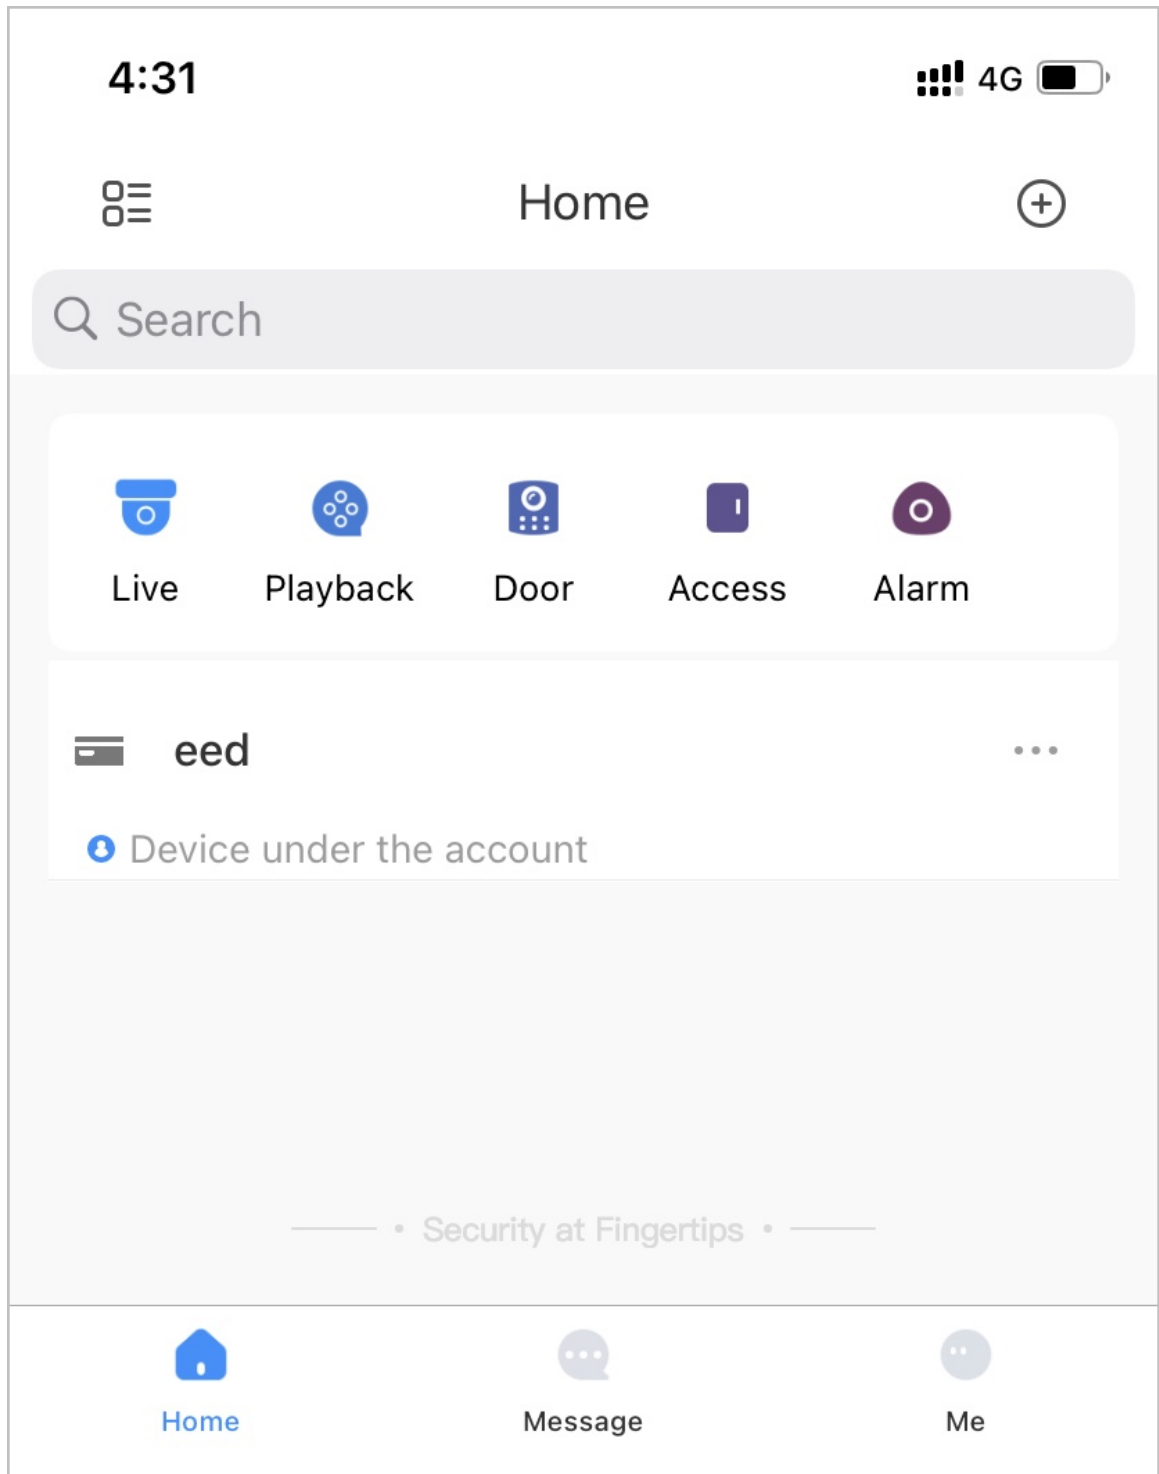 4:31 4G
Home
Search
Live Playback Door Access Alarm
eed
Device under the account
Security at Fingertips
Home Message Me